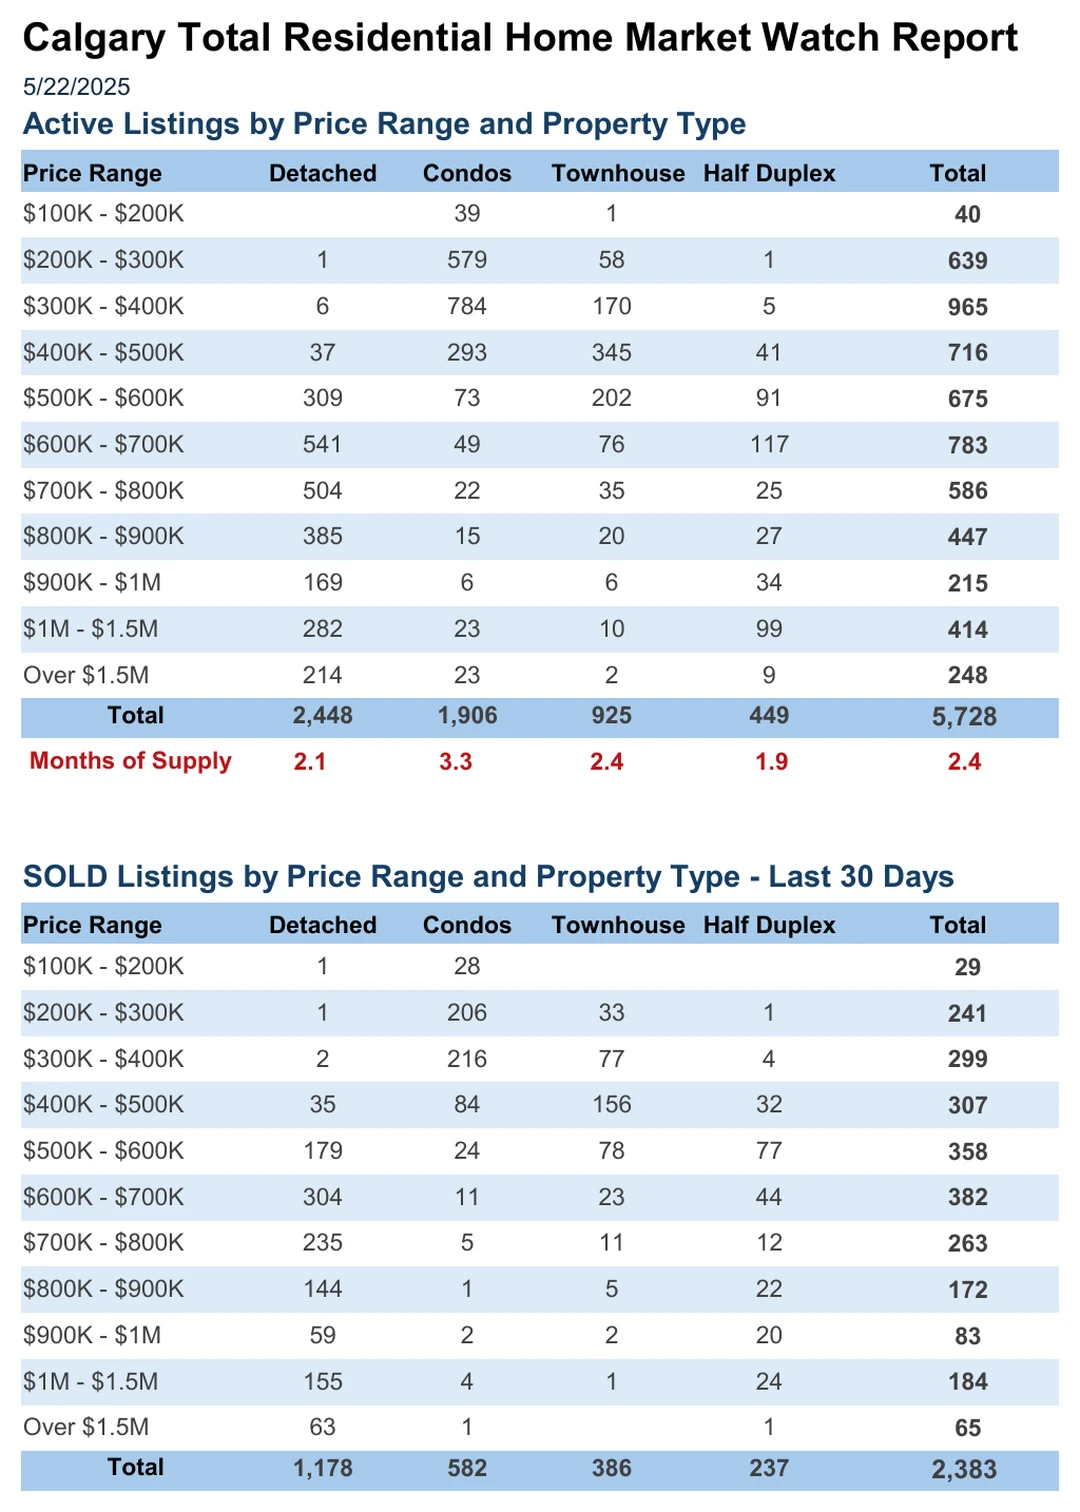 Calgary Total Residential Home Market Watch Report
5/22/2025
Active Listings by Price Range and Property Type
Price Range Detached Condos Townhouse Half Duplex Total
$100K - $200K 39 1 40
$200K - $300K 1 579 58 1 639
$300K - $400K 6 784 170 5 965
$400K - $500K 37 293 345 41 716
$500K - $600K 309 73 202 91 675
$600K - $700K 541 49 76 117 783
$700K - $800K 504 22 35 25 586
$800K - $900K 385 15 20 27 447
$900K - $1M 169 6 6 34 215
$1M - $1.5M 282 23 10 99 414
Over $1.5M 214 23 2 9 248
Total 2,448 1,906 925 449 5,728
Months of Supply 2.1 3.3 2.4 1.9 2.4
SOLD Listings by Price Range and Property Type - Last 30 Days
Price Range Detached Condos Townhouse Half Duplex Total
$100K - $200K 1 28 29
$200K - $300K 1 206 33 1 241
$300K - $400K 2 216 77 4 299
$400K - $500K 35 84 156 32 307
$500K - $600K 179 24 78 77 358
$600K - $700K 304 11 23 44 382
$700K - $800K 235 5 11 12 263
$800K - $900K 144 1 5 22 172
$900K - $1M 59 2 2 20 83
$1M - $1.5M 155 4 1 24 184
Over $1.5M 63 1 1 65
Total 1,178 582 386 237 2,383